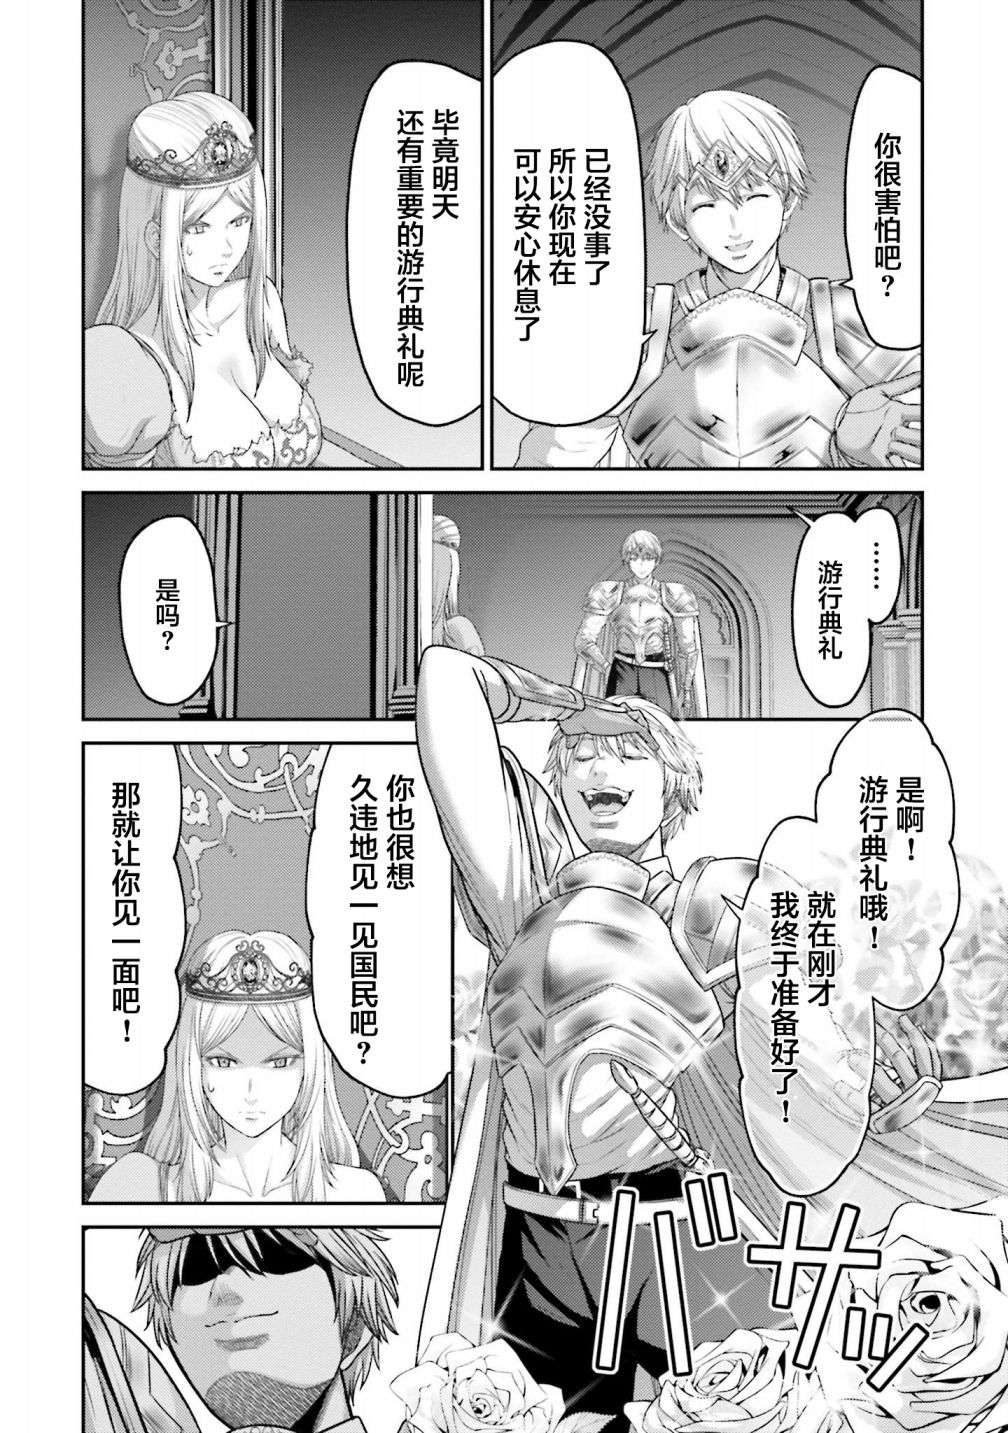 你很害怕吧？
已经没事了
所以你现在
可以安心休息了
毕竟明天
还有重要的游行典礼呢
……
游行典礼
是吗？
是啊！
游行典礼哦！
就在刚才
我终于准备好了！
バサッ
你也很想
久违地见一见国民吧？
那就让你见一面吧！